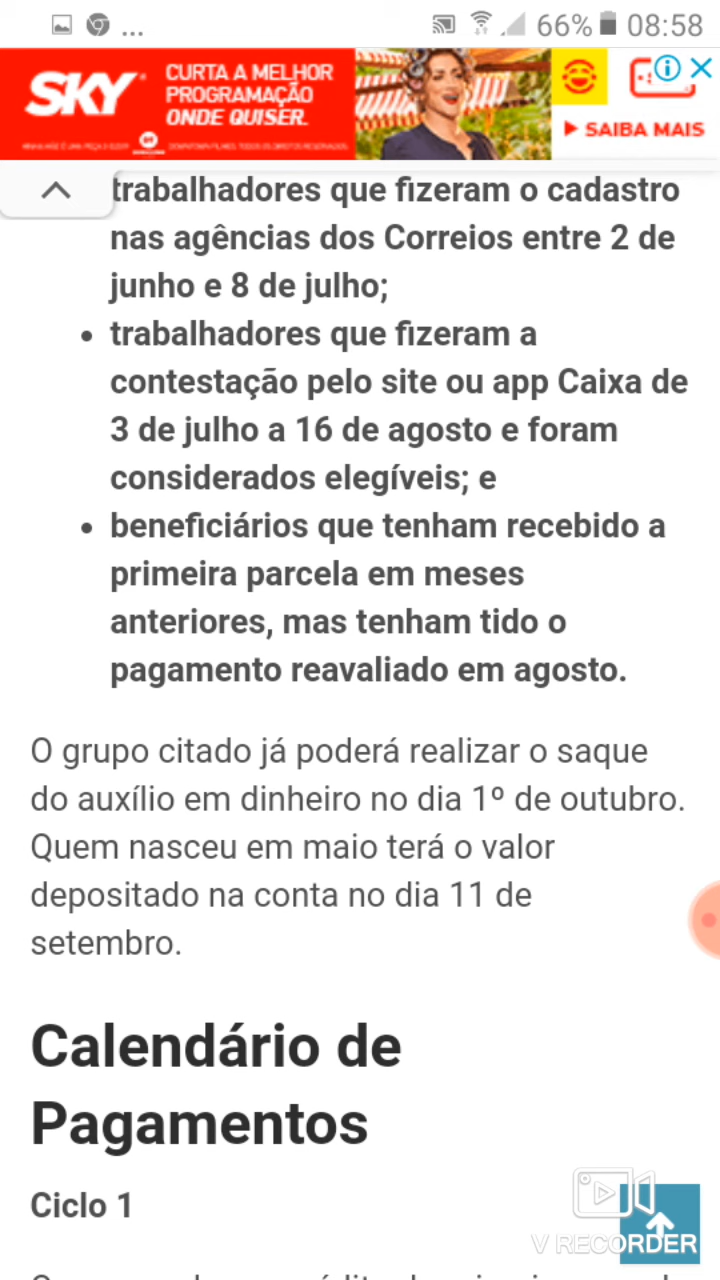 ... 66% 08:58
SKY CURTA A MELHOR
PROGRAMAÇÃO
ONDE QUISER.
SAIBA MAIS
trabalhadores que fizeram o cadastro
nas agências dos Correios entre 2 de
junho e 8 de julho;
• trabalhadores que fizeram a
contestação pelo site ou app Caixa de
3 de julho a 16 de agosto e foram
considerados elegíveis; e
• beneficiários que tenham recebido a
primeira parcela em meses
anteriores, mas tenham tido o
pagamento reavaliado em agosto.
O grupo citado já poderá realizar o saque
do auxílio em dinheiro no dia 1º de outubro.
Quem nasceu em maio terá o valor
depositado na conta no dia 11 de
setembro.
Calendário de
Pagamentos
Ciclo 1
V RECORDER